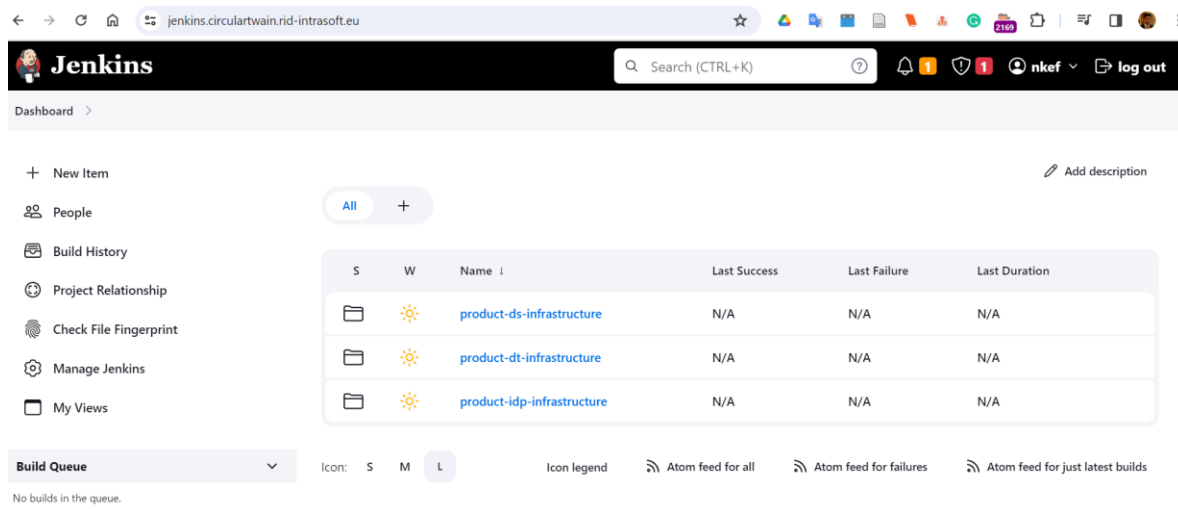 jenkins.circulartwain.rid-intrasoft.eu
2169
Jenkins
Search (CTRL+K)
?
1
1
nkef
log out
Dashboard
New Item
Add description
People
All
+
Build History
S W Name ↓ Last Success Last Failure Last Duration
Project Relationship
product-ds-infrastructure N/A N/A N/A
Check File Fingerprint
product-dt-infrastructure N/A N/A N/A
Manage Jenkins
product-idp-infrastructure N/A N/A N/A
My Views
Build Queue
Icon: S M L
Icon legend
Atom feed for all
Atom feed for failures
Atom feed for just latest builds
No builds in the queue.